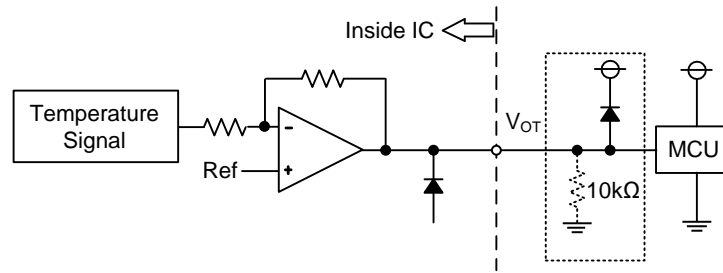 Inside IC
Temperature
Signal
-
+
Ref
V_OT
10kΩ
MCU